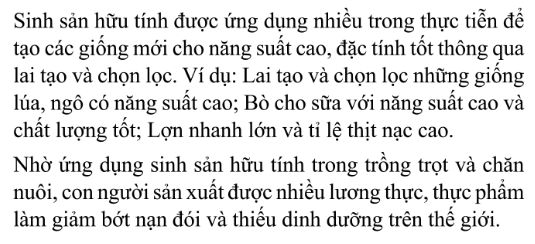 Sinh sản hữu tính được ứng dụng nhiều trong thực tiễn để
tạo các giống mới cho năng suất cao, đặc tính tốt thông qua
lai tạo và chọn lọc. Ví dụ: Lai tạo và chọn lọc những giống
lúa, ngô có năng suất cao; Bò cho sữa với năng suất cao và
chất lượng tốt; Lợn nhanh lớn và tỉ lệ thịt nạc cao.
Nhờ ứng dụng sinh sản hữu tính trong trồng trọt và chăn
nuôi, con người sản xuất được nhiều lương thực, thực phẩm
làm giảm bớt nạn đói và thiếu dinh dưỡng trên thế giới.